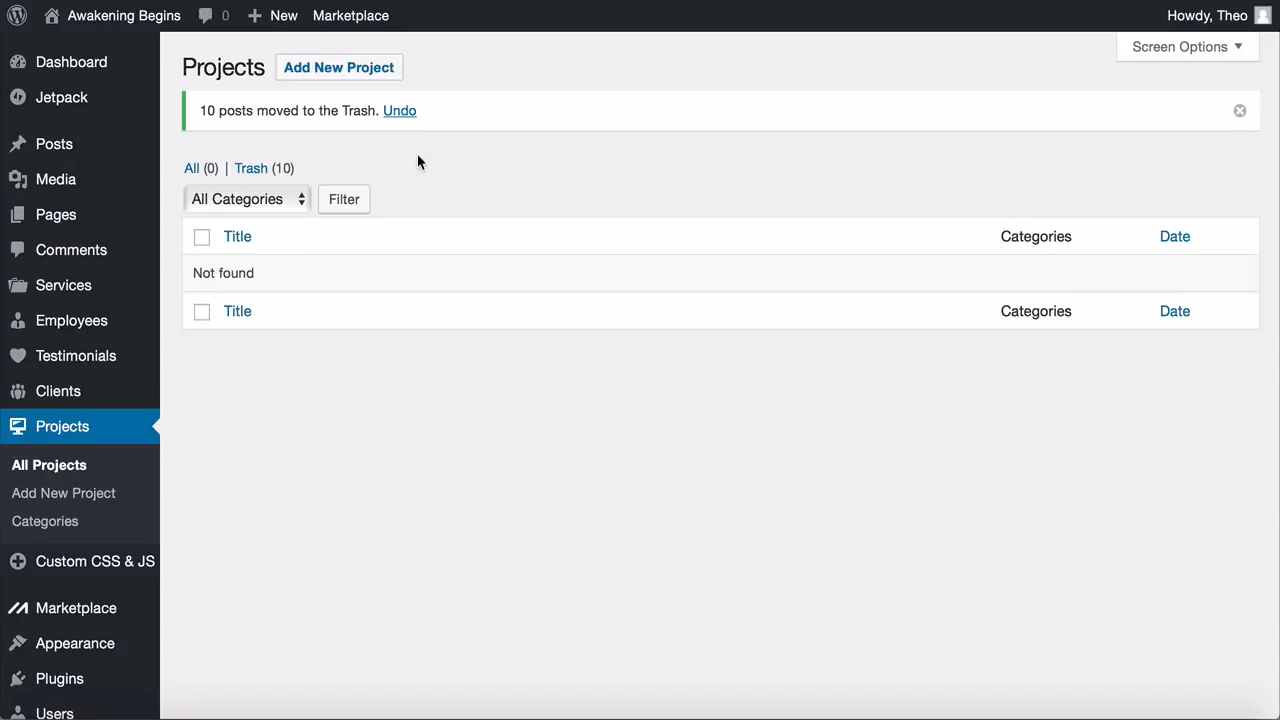 Awakening Begins 0 New Marketplace Howdy, Theo
Screen Options
Dashboard
Jetpack
Posts
Media
Pages
Comments
Services
Employees
Testimonials
Clients
Projects
All Projects
Add New Project
Categories
Custom CSS & JS
Marketplace
Appearance
Plugins
Users
Projects Add New Project
10 posts moved to the Trash. Undo
All (0) | Trash (10)
All Categories Filter
Title Categories Date
Not found
Title Categories Date